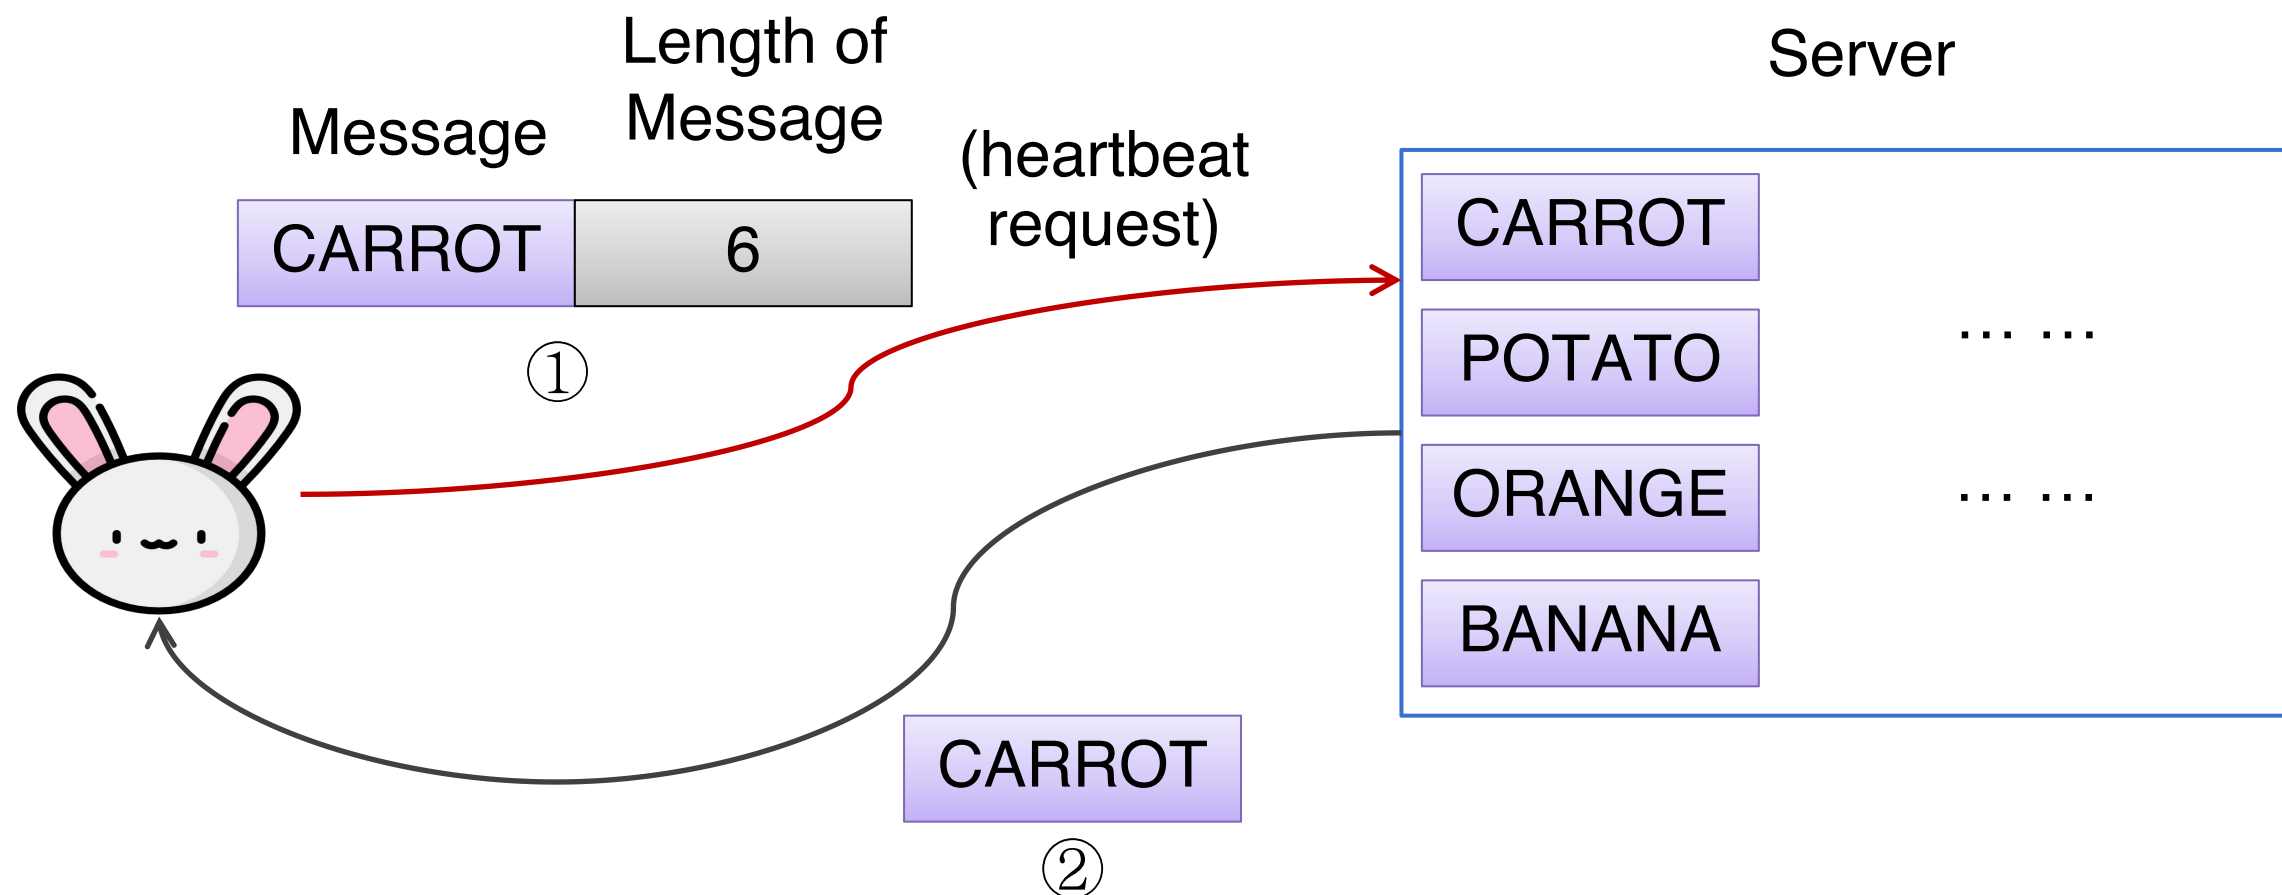 Length of
Message
Message
CARROT 6
①
(heartbeat
request)
Server
CARROT
POTATO
... ...
ORANGE
... ...
BANANA
CARROT
②